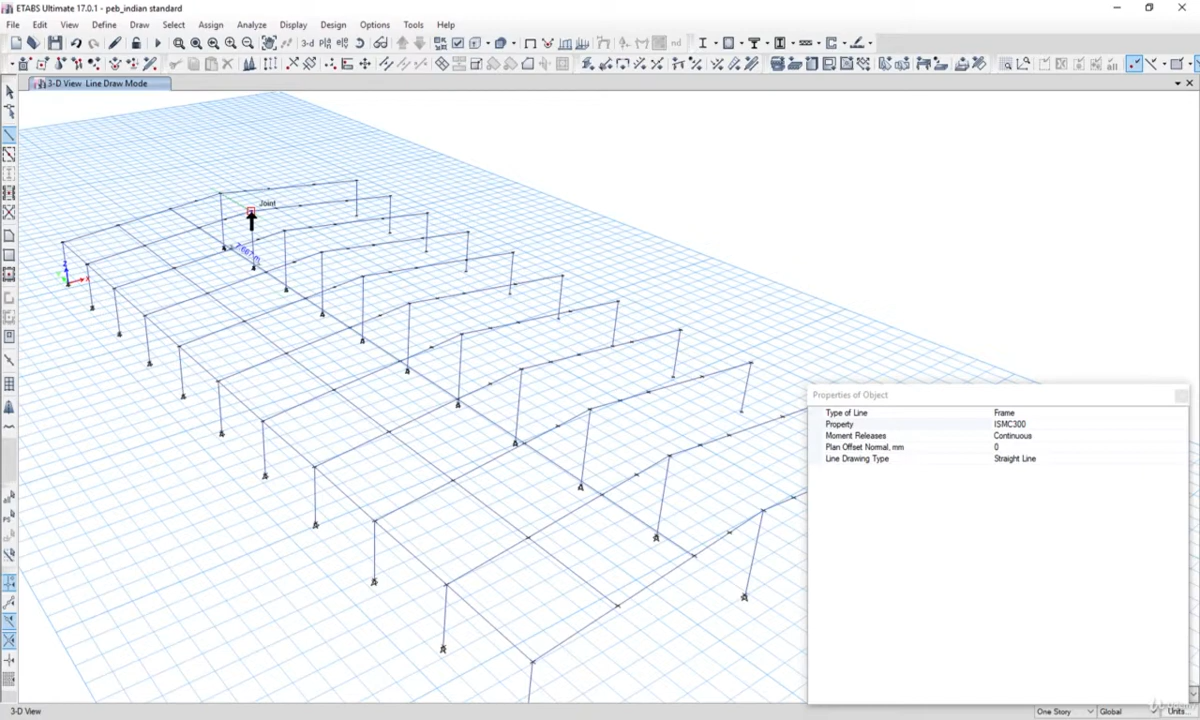 ETABS Ultimate 17.0.1 - peb_indian standard
File Edit View Define Draw Select Assign Analyze Display Design Options Tools Help
3-d
nd
3-D View Line Draw Mode
Joint
Z
X
Properties of Object
Type of Line Frame
Property ISMC300
Moment Releases Continuous
Plan Offset Normal, mm 0
Line Drawing Type Straight Line
3-D View
One Story Global Units...